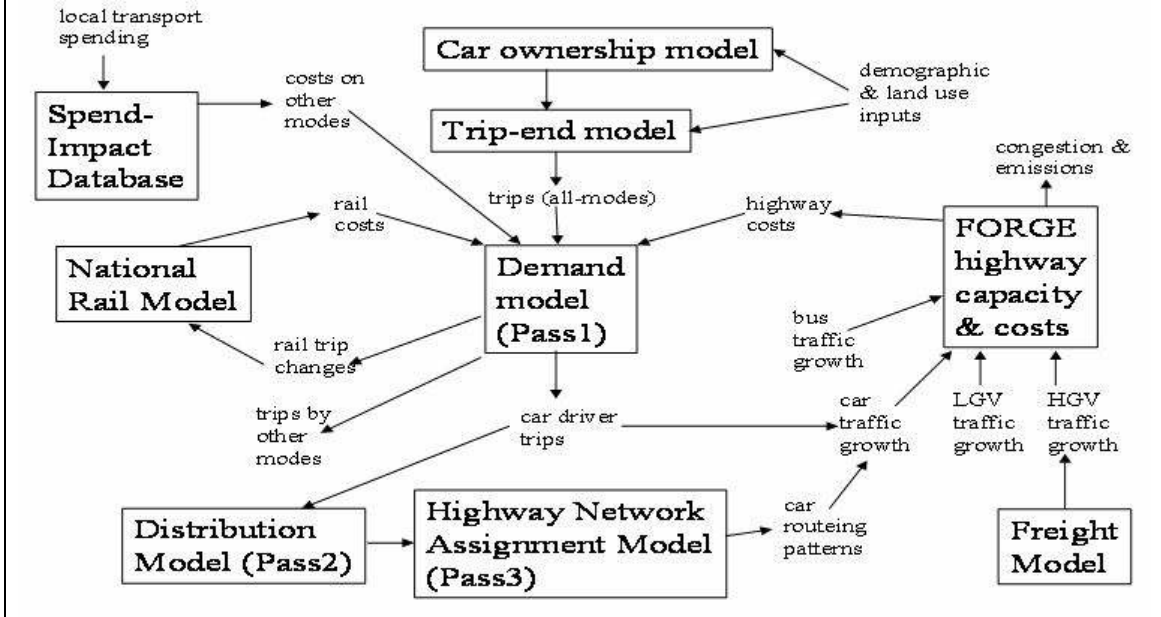 local transport
spending
Spend-
Impact
Database
costs on
other
modes
Car ownership model
Trip-end model
demographic
& land use
inputs
trips (all-modes)
congestion &
emissions
rail
costs
highway
costs
National
Rail Model
Demand
model
(Pass1)
FORGE
highway
capacity
& costs
rail trip
changes
bus
traffic
growth
trips by
other
modes
car driver
trips
car
traffic
growth
LGV
traffic
growth
HGV
traffic
growth
Distribution
Model (Pass2)
Highway Network
Assignment Model
(Pass3)
car
routeing
patterns
Freight
Model